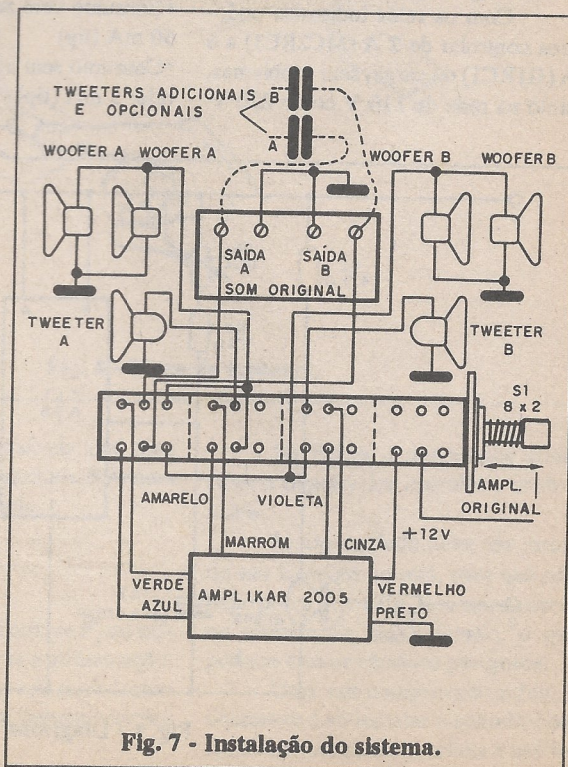 TWEETERS ADICIONAIS B
E OPCIONAIS
A
WOOFER A WOOFER A
WOOFER B WOOFER B
SAÍDA A
SAÍDA B
SOM ORIGINAL
TWEETER A
TWEETER B
S1
8 x 2
AMPL.
ORIGINAL
AMARELO
VIOLETA
+12V
MARROM
CINZA
VERDE
AZUL
AMPLIKAR 2005
VERMELHO
PRETO
Fig. 7 - Instalação do sistema.